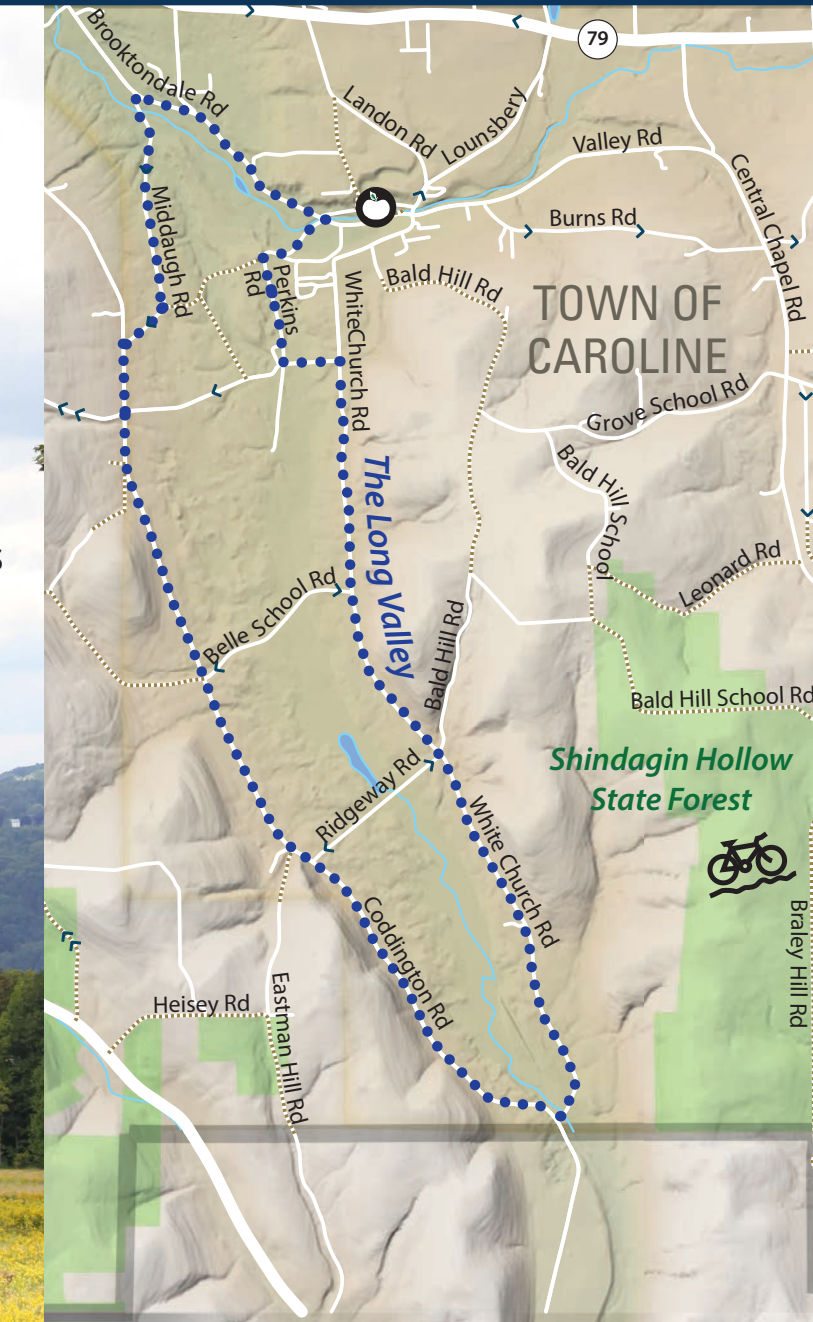 79
Brooktondale Rd
Landon Rd
Lounsbery
Valley Rd
Central Chapel Rd
Middaugh Rd
Burns Rd
Perkins
Rd
WhiteChurch Rd
Bald Hill Rd
TOWN OF
CAROLINE
Grove School Rd
Bald Hill School
The Long Valley
Leonard Rd
Belle School Rd
Bald Hill Rd
Bald Hill School Rd
Shindagin Hollow
State Forest
Ridgeway Rd
White Church Rd
Coddington Rd
Braley Hill Rd
Heisey Rd
Eastman Hill Rd